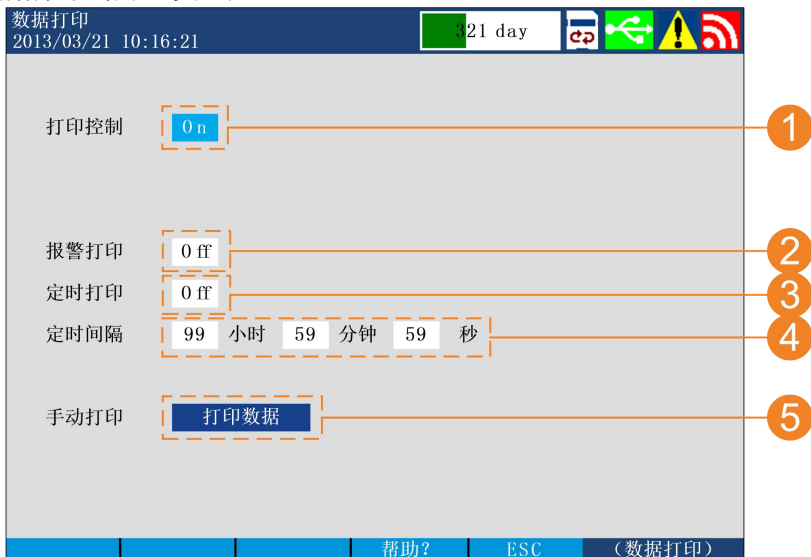 数据打印
2013/03/21 10:16:21
321 day
打印控制 On 1
报警打印 Off 2
定时打印 Off 3
定时间隔 99 小时 59 分钟 59 秒 4
手动打印 打印数据 5
帮助? ESC (数据打印)